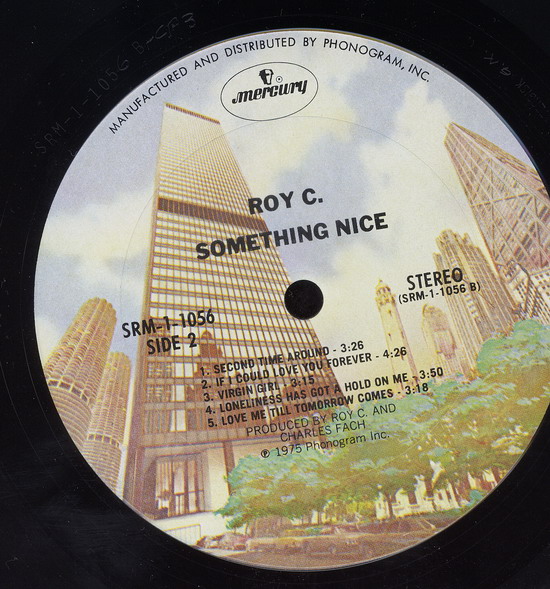 MANUFACTURED AND DISTRIBUTED BY PHONOGRAM, INC.
mercury
ROY C.
SOMETHING NICE
SRM-1-1056
SIDE 2
STEREO
(SRM-1-1056 B)
1. SECOND TIME AROUND - 3:26
2. IF I COULD LOVE YOU FOREVER - 4:26
3. VIRGIN GIRL - 3:15
4. LONELINESS HAS GOT A HOLD ON ME - 3:50
5. LOVE ME TILL TOMORROW COMES - 3:18
PRODUCED BY ROY C. AND
CHARLES FACH
℗ 1975 Phonogram Inc.